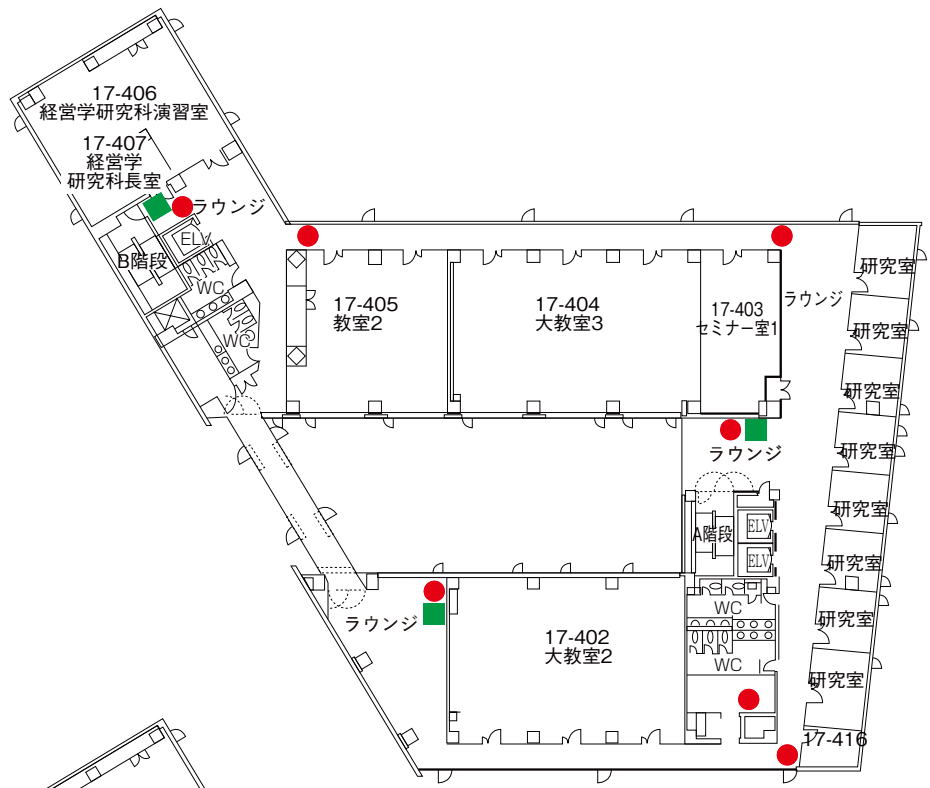 17-406
経営学研究科演習室
17-407
経営学
研究科長室
ラウンジ
ELV
B階段
WC
WC
17-405
教室2
17-404
大教室3
17-403
セミナー室1
ラウンジ
研究室
研究室
研究室
研究室
研究室
研究室
研究室
研究室
ラウンジ
A階段
ELV
ELV
WC
WC
ラウンジ
17-402
大教室2
17-416